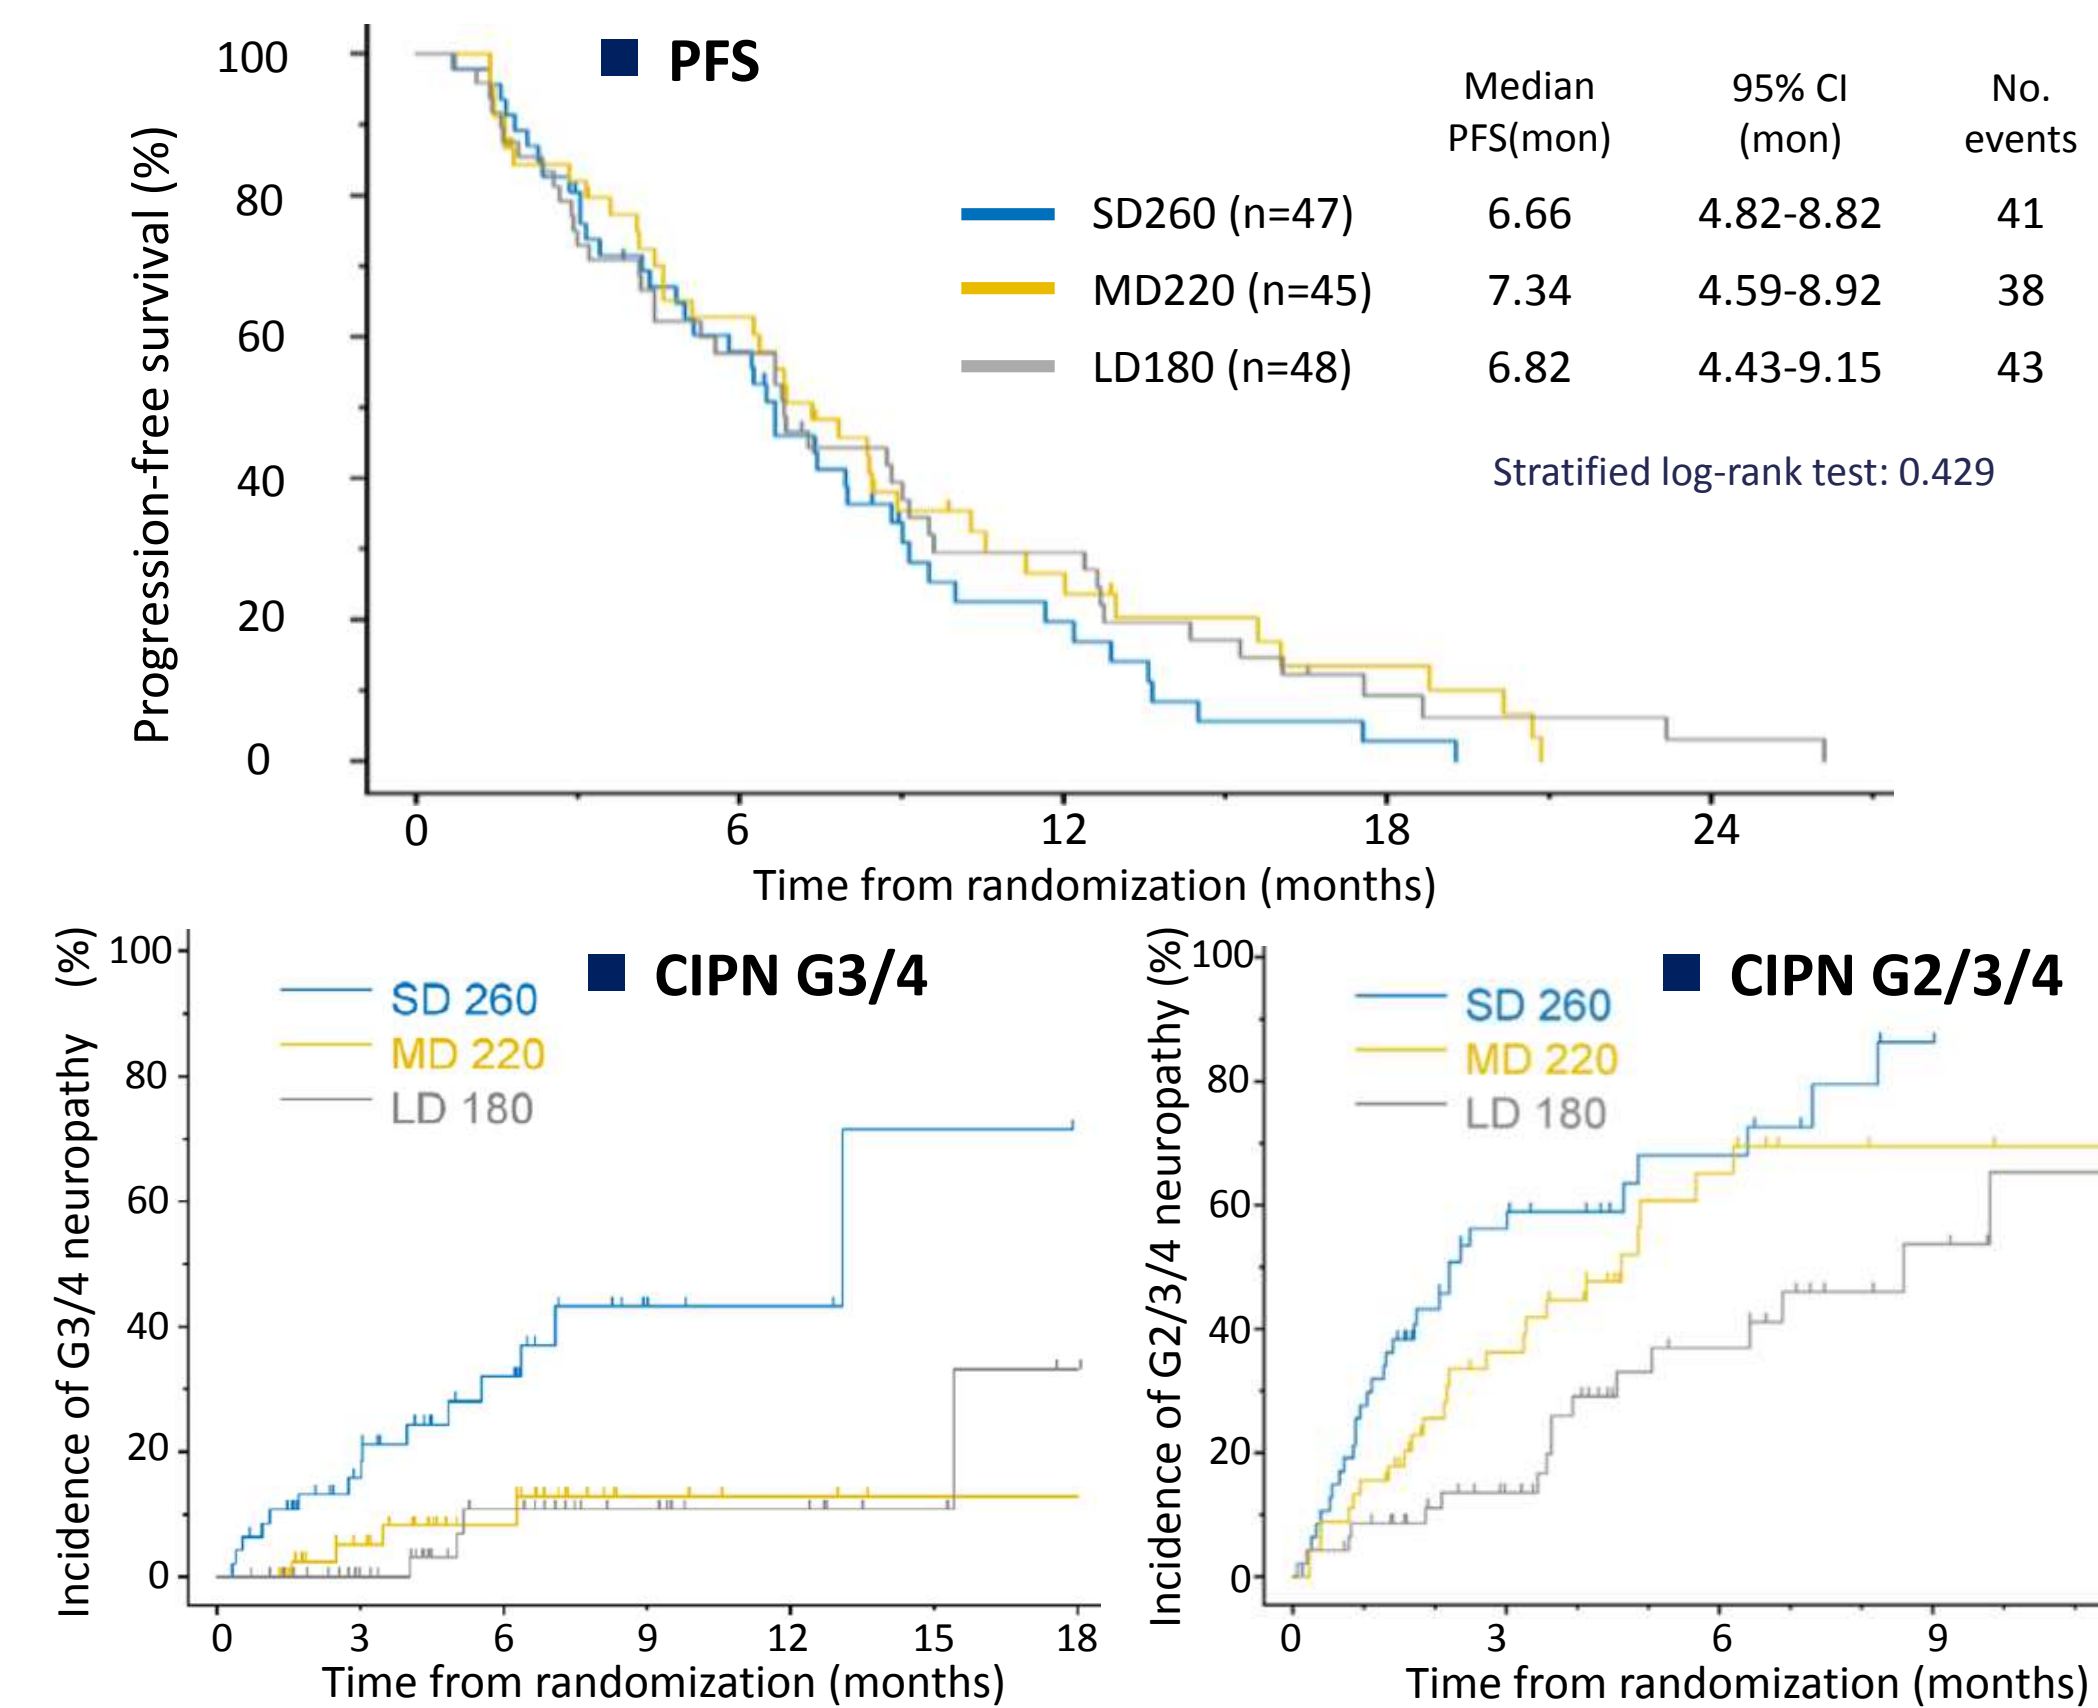 PFS
Progression-free survival (%)
100
80
60
40
20
0
0 6 12 18 24
Time from randomization (months)
Median PFS(mon) 95% CI (mon) No. events
SD260 (n=47) 6.66 4.82-8.82 41
MD220 (n=45) 7.34 4.59-8.92 38
LD180 (n=48) 6.82 4.43-9.15 43
Stratified log-rank test: 0.429
CIPN G3/4
Incidence of G3/4 neuropathy (%)
100
80
60
40
20
0
SD 260
MD 220
LD 180
0 3 6 9 12 15 18
Time from randomization (months)
CIPN G2/3/4
Incidence of G2/3/4 neuropathy (%)
100
80
60
40
20
0
SD 260
MD 220
LD 180
0 3 6 9
Time from randomization (months)